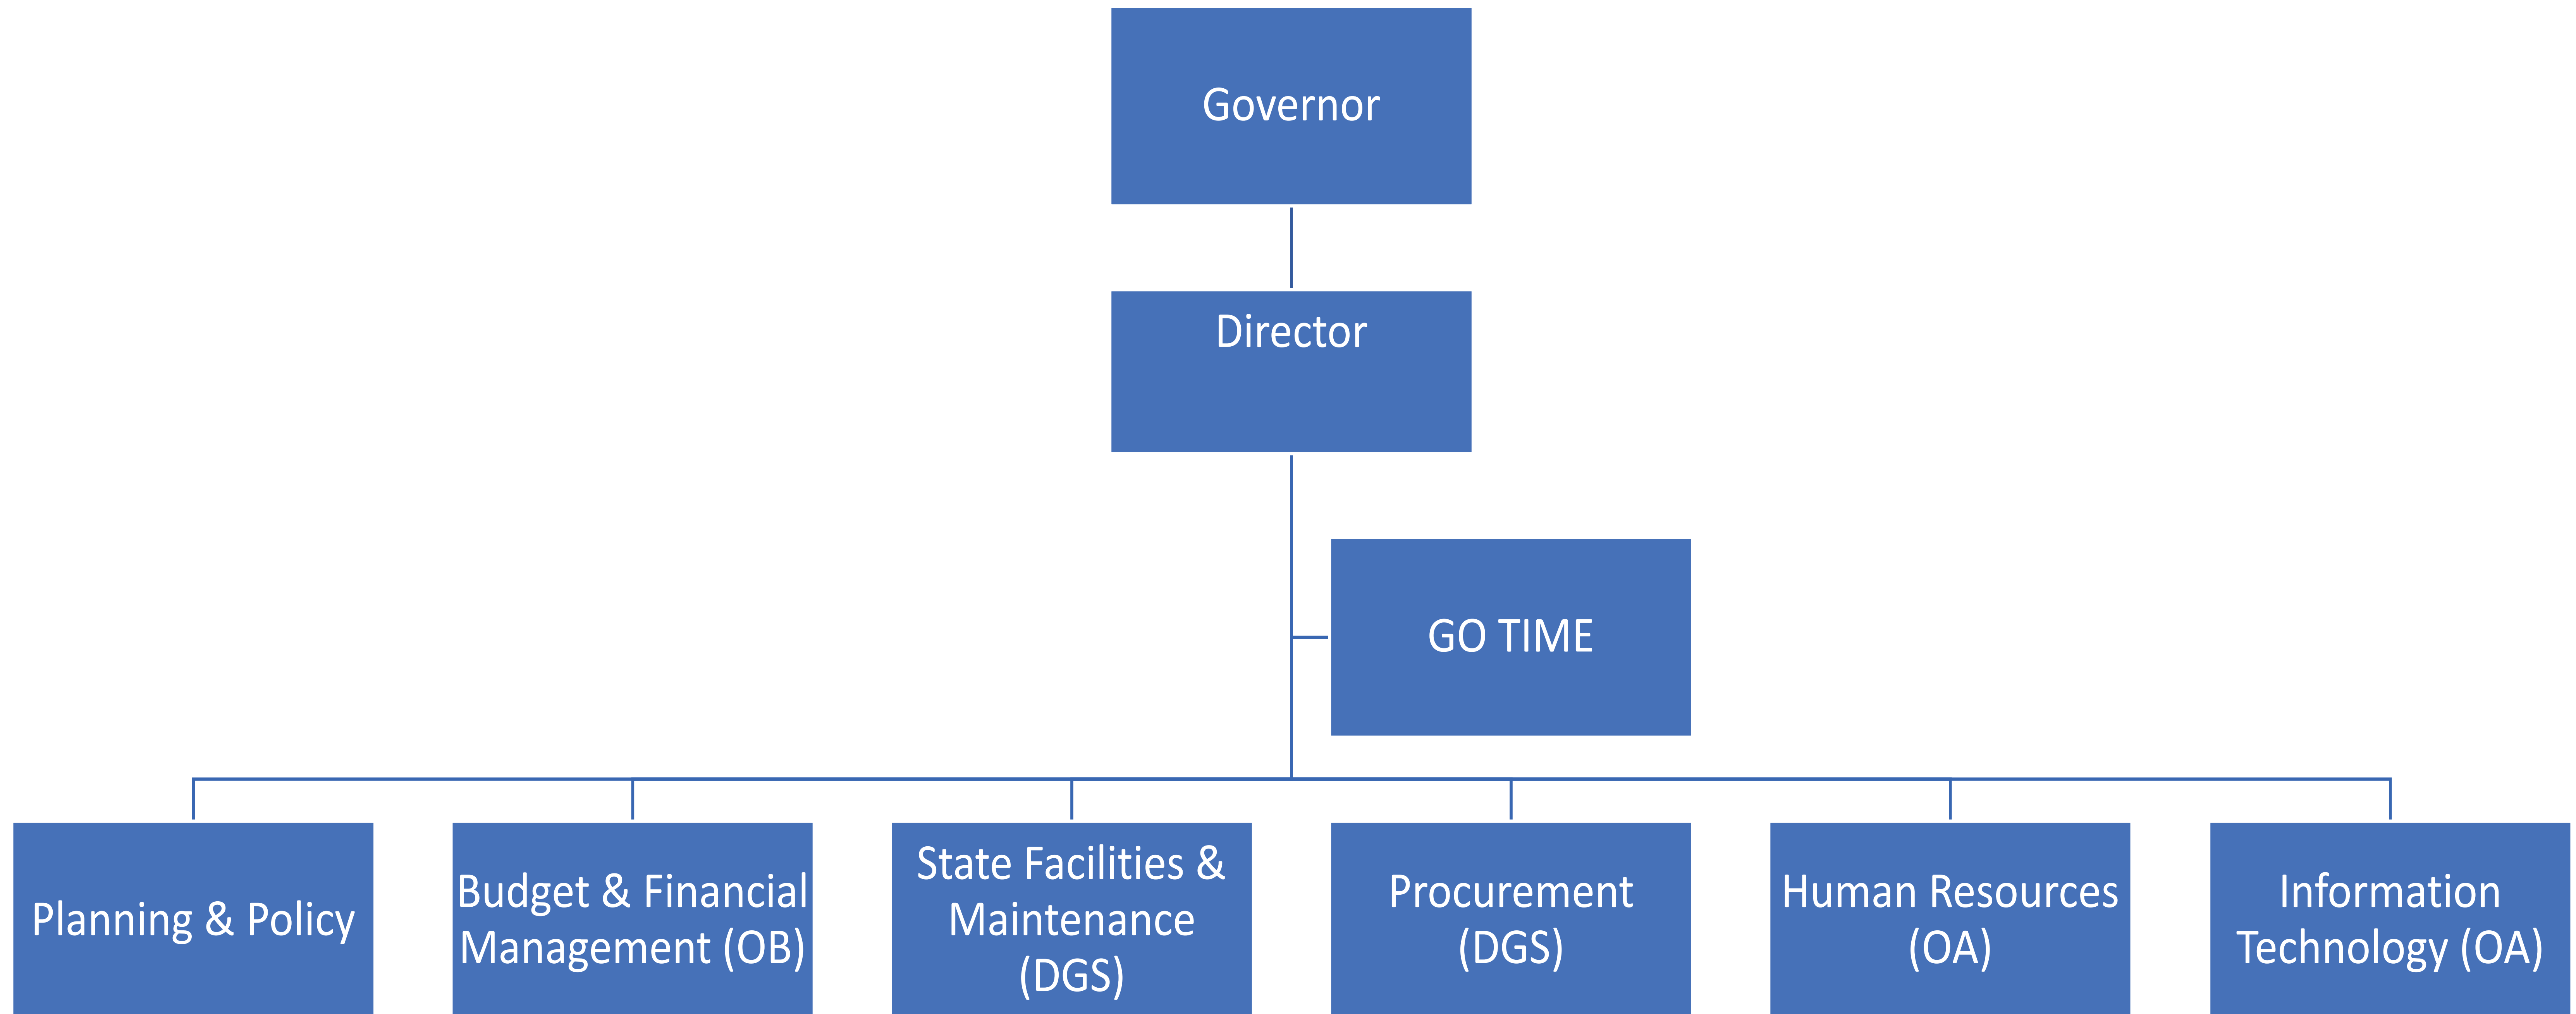 Governor
Director
GO TIME
Planning & Policy
Budget & Financial
Management (OB)
State Facilities &
Maintenance
(DGS)
Procurement
(DGS)
Human Resources
(OA)
Information
Technology (OA)